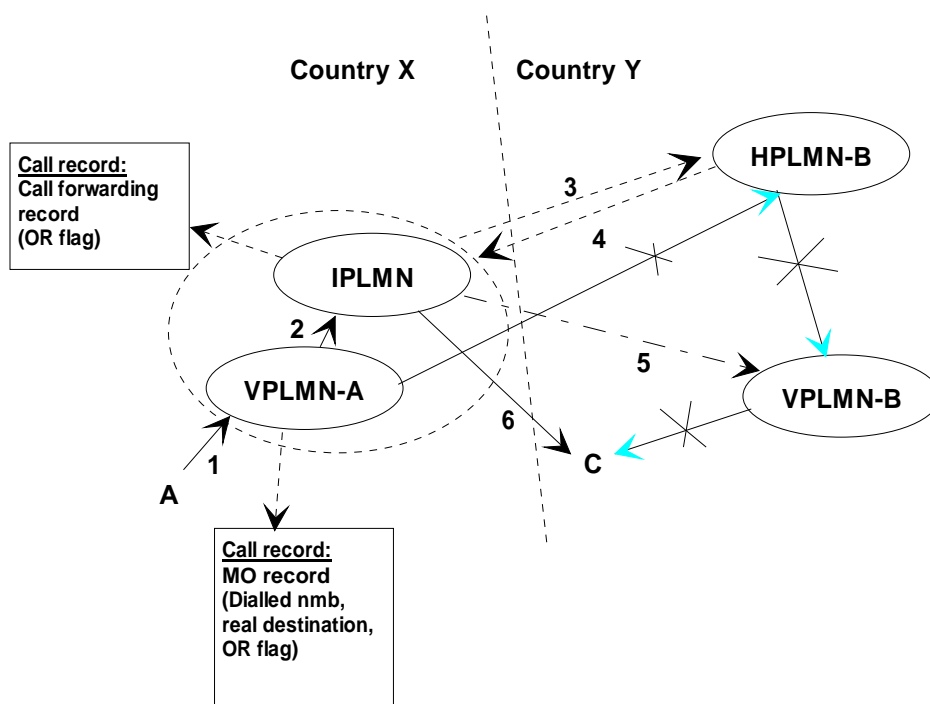 Country X
Country Y
Call record:
Call forwarding
record
(OR flag)
HPLMN-B
3
4
IPLMN
2
5
VPLMN-A
VPLMN-B
6
1
C
A
Call record:
MO record
(Dialled nmb,
real destination,
OR flag)